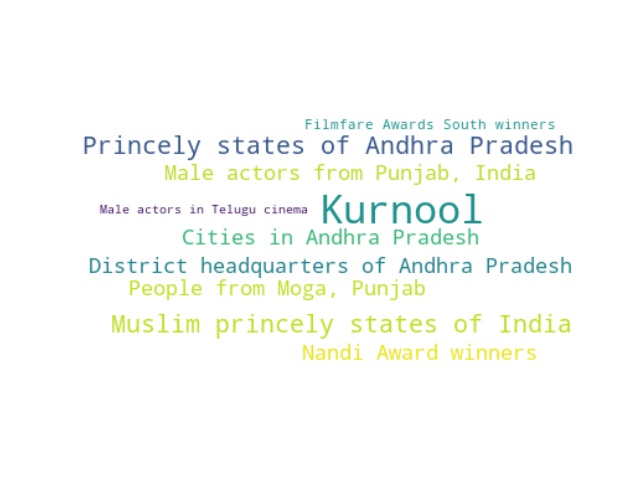 Filmfare Awards South winners
Princely states of Andhra Pradesh
Male actors from Punjab, India
Male actors in Telugu cinema
Kurnool
Cities in Andhra Pradesh
District headquarters of Andhra Pradesh
People from Moga, Punjab
Muslim princely states of India
Nandi Award winners